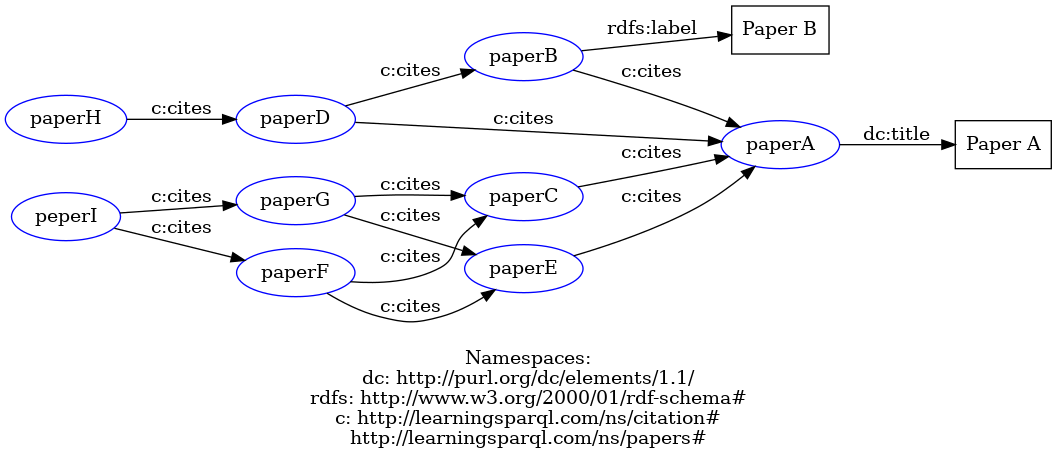 rdfs:label
Paper B
paperB
c:cites
c:cites
paperH
c:cites
paperD
c:cites
paperA
dc:title
Paper A
c:cites
c:cites
paperG
c:cites
paperC
c:cites
peperI
c:cites
c:cites
paperF
c:cites
paperE
c:cites
Namespaces:
dc: http://purl.org/dc/elements/1.1/
rdfs: http://www.w3.org/2000/01/rdf-schema#
c: http://learningsparql.com/ns/citation#
http://learningsparql.com/ns/papers#